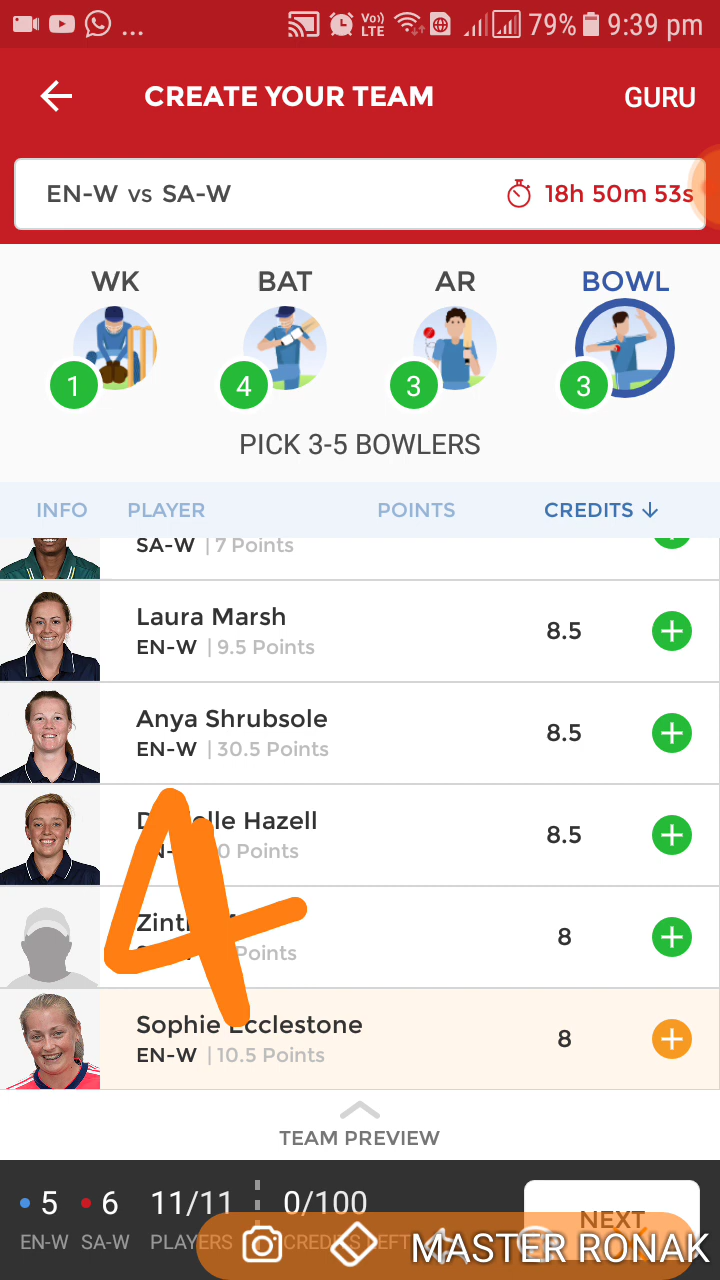 ... Vo) LTE 79% 9:39 pm
CREATE YOUR TEAM GURU
EN-W vs SA-W 18h 50m 53s
WK BAT AR BOWL
1 4 3 3
PICK 3-5 BOWLERS
INFO PLAYER POINTS CREDITS ↓
SA-W | 7 Points
Laura Marsh
EN-W | 9.5 Points 8.5
Anya Shrubsole
EN-W | 30.5 Points 8.5
Hazell
Points 8.5
4
Points 8
Sophie Ecclestone
EN-W | 10.5 Points 8
TEAM PREVIEW
5 6 11/11 0/100 NEXT
EN-W SA-W PLAYERS CREDITS LEFT
MASTER RONAK